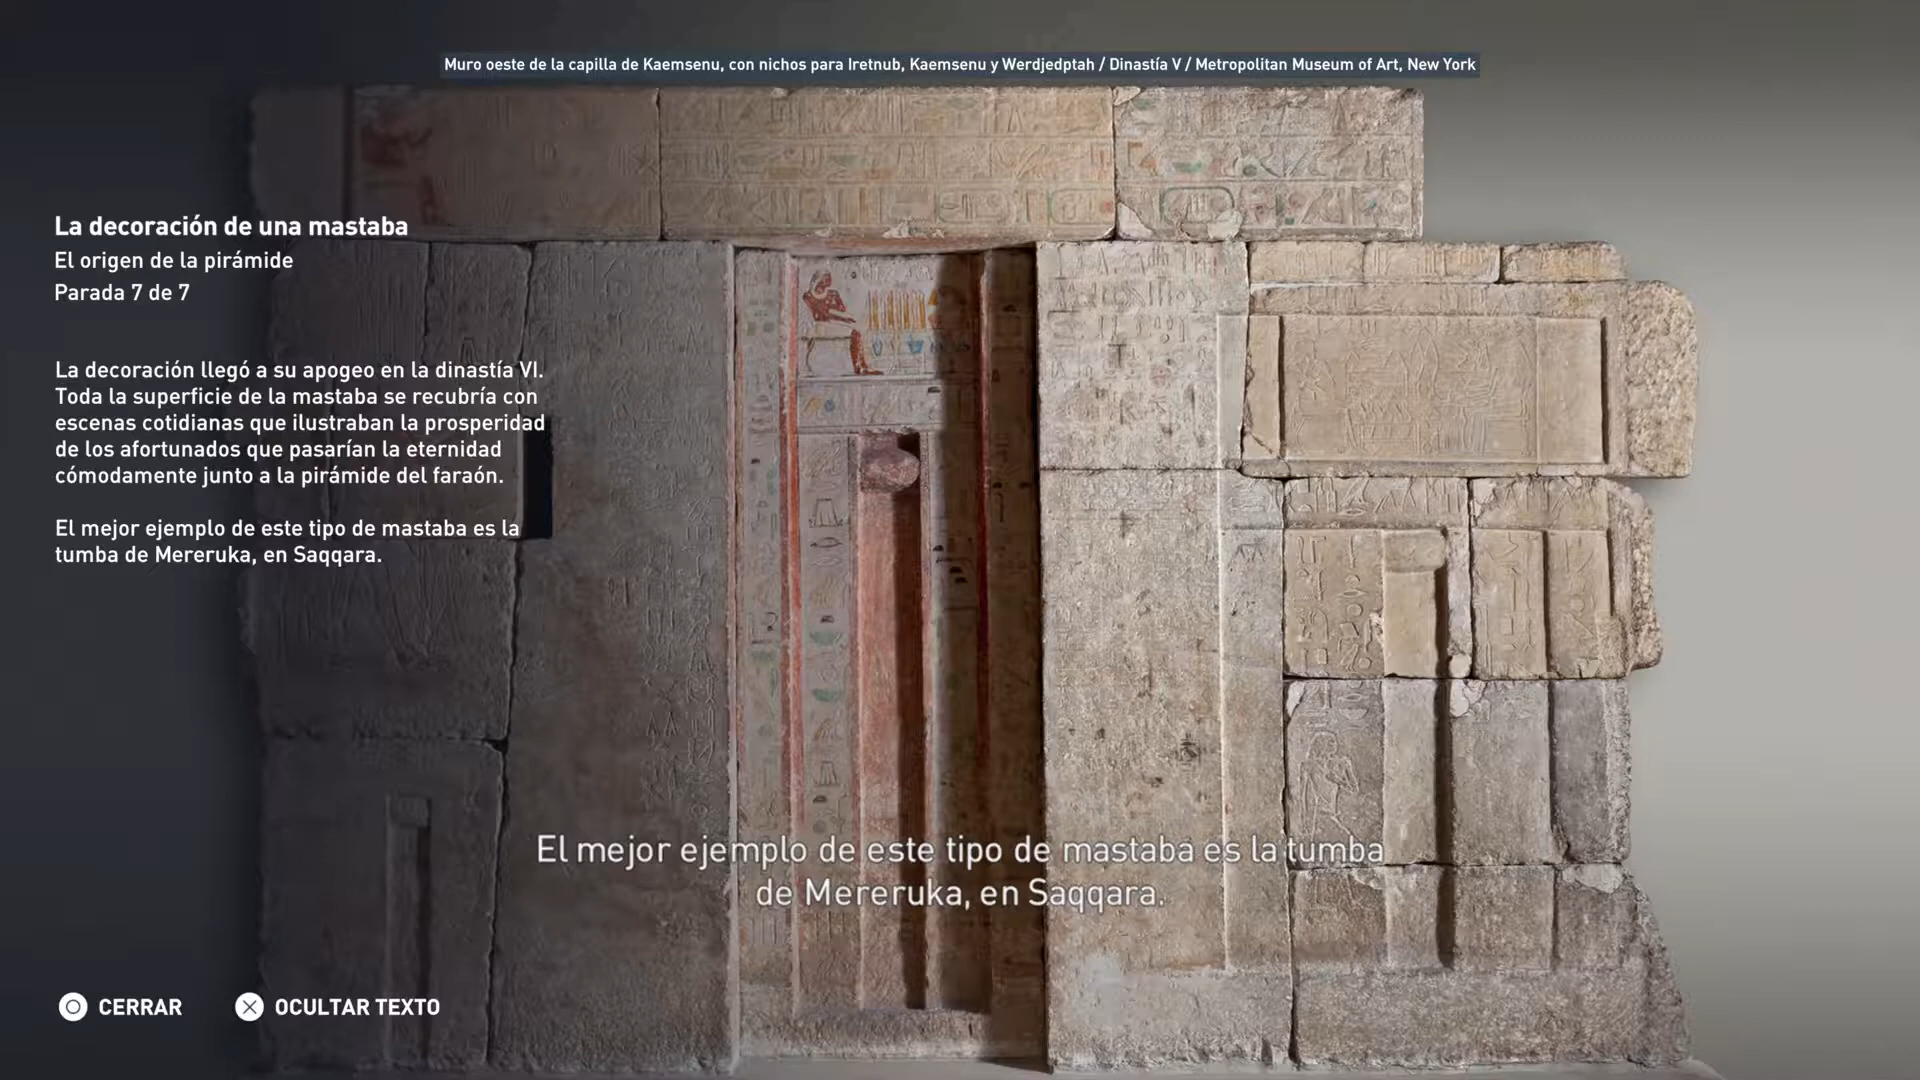 Muro oeste de la capilla de Kaemsenu, con nichos para Iretnub, Kaemsenu y Werdjedptah / Dinastía V / Metropolitan Museum of Art, New York
La decoración de una mastaba
El origen de la pirámide
Parada 7 de 7
La decoración llegó a su apogeo en la dinastía VI.
Toda la superficie de la mastaba se recubría con
escenas cotidianas que ilustraban la prosperidad
de los afortunados que pasarían la eternidad
cómodamente junto a la pirámide del faraón.
El mejor ejemplo de este tipo de mastaba es la
tumba de Mereruka, en Saqqara.
El mejor ejemplo de este tipo de mastaba es la tumba
de Mereruka, en Saqqara.
CERRAR
OCULTAR TEXTO